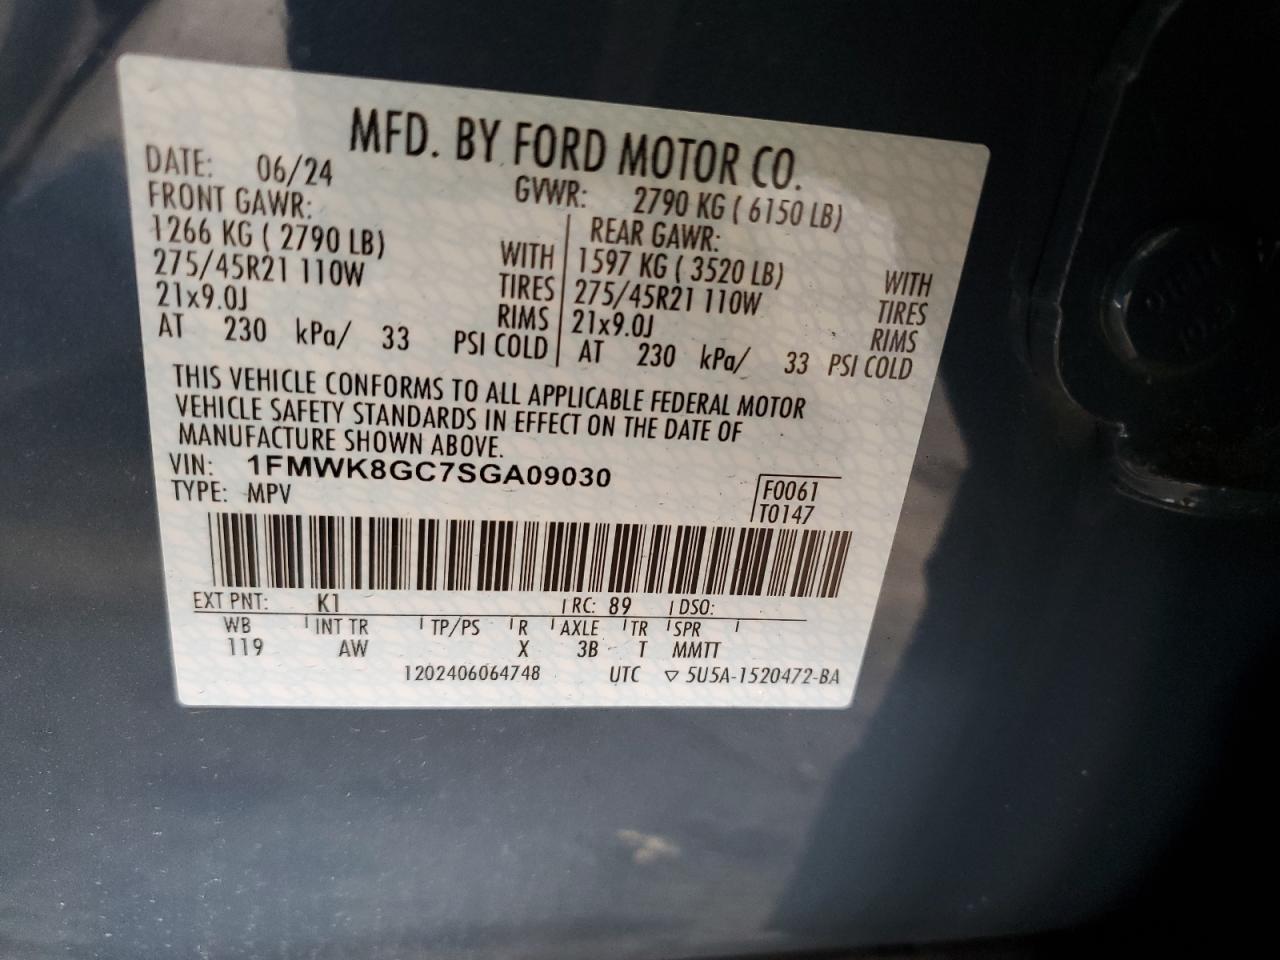 MFD. BY FORD MOTOR CO.
DATE: 06/24 GVWR: 2790 KG ( 6150 LB)
FRONT GAWR: REAR GAWR:
1266 KG ( 2790 LB) WITH 1597 KG ( 3520 LB) WITH
275/45R21 110W TIRES 275/45R21 110W TIRES
21x9.0J RIMS 21x9.0J RIMS
AT 230 kPa/ 33 PSI COLD AT 230 kPa/ 33 PSI COLD
THIS VEHICLE CONFORMS TO ALL APPLICABLE FEDERAL MOTOR
VEHICLE SAFETY STANDARDS IN EFFECT ON THE DATE OF
MANUFACTURE SHOWN ABOVE.
VIN: 1FMWK8GC7SGA09030
TYPE: MPV
F0061
T0147
EXT PNT: K1 RC: 89 DSO:
WB INT TR TP/PS R AXLE TR SPR
119 AW X 3B T MMTT
1202406064748 UTC ▽ 5U5A-1520472-BA